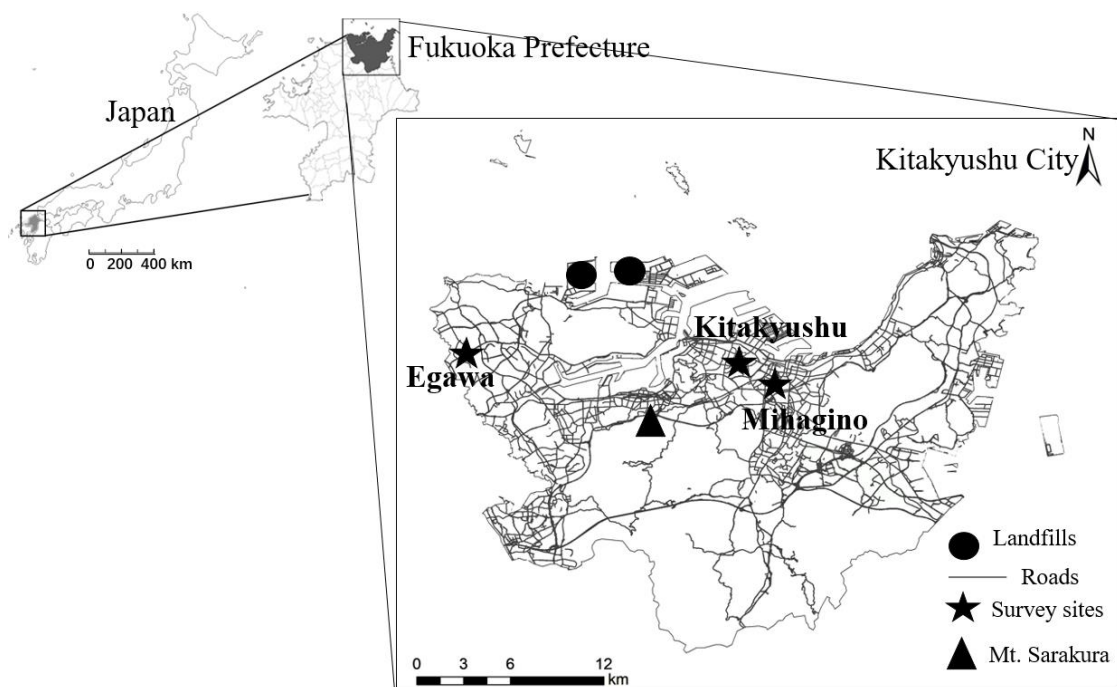 Fukuoka Prefecture
Japan
0 200 400 km
N
Kitakyushu City
Kitakyushu
Egawa
Mihagino
Landfills
Roads
Survey sites
Mt. Sarakura
0 3 6 12
km